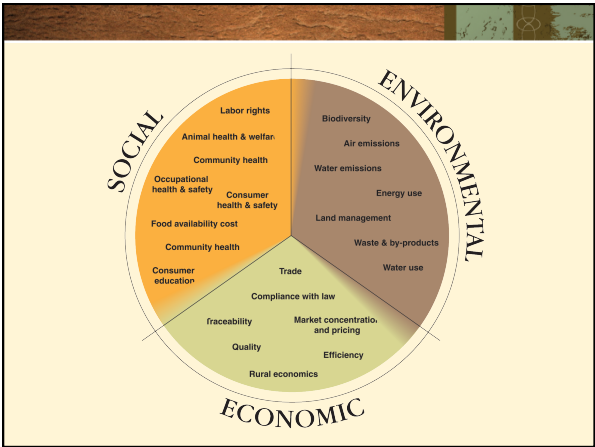 SOCIAL
Labor rights
Animal health & welfar
Community health
Occupational
health & safety
Consumer
health & safety
Food availability cost
Community health
Consumer
education
ENVIRONMENTAL
Biodiversity
Air emissions
Water emissions
Energy use
Land management
Waste & by-products
Water use
Trade
Compliance with law
Traceability
Market concentration
and pricing
Quality
Efficiency
Rural economics
ECONOMIC